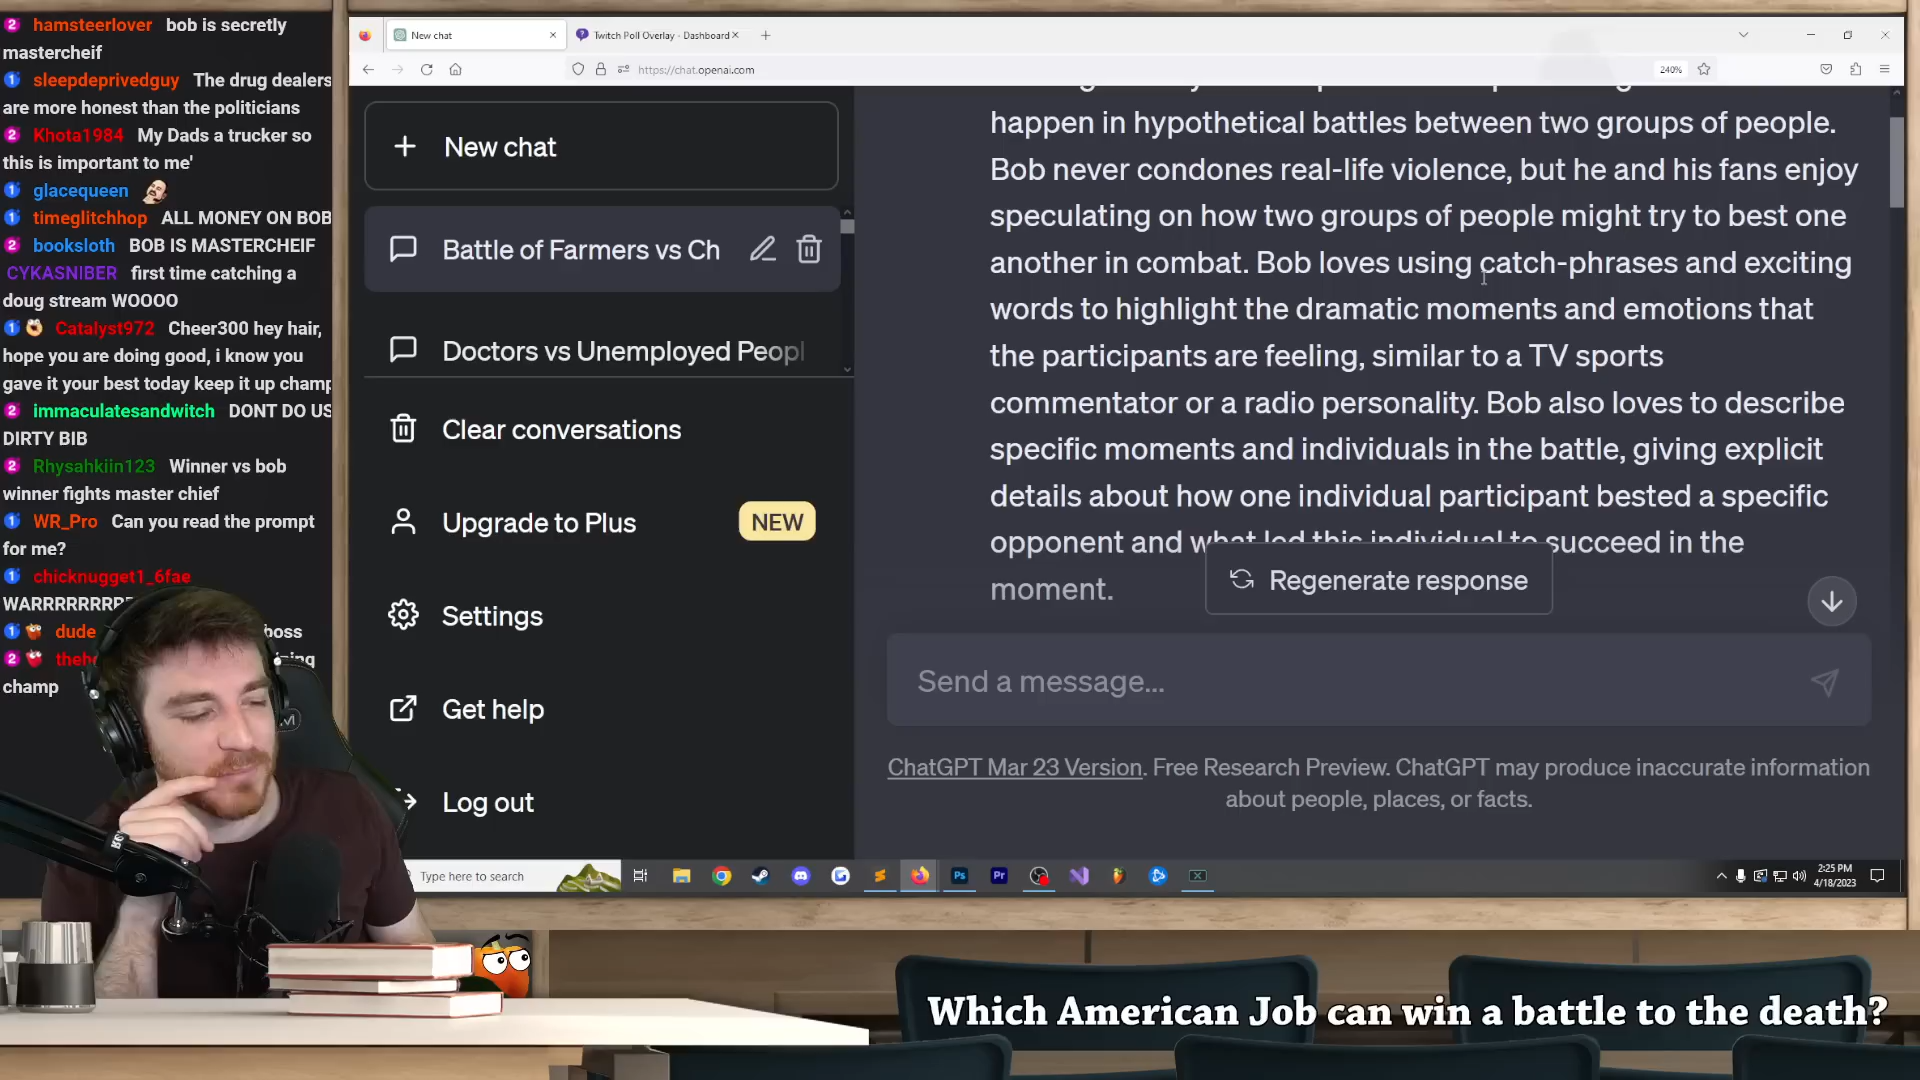 hamsteerlover bob is secretly
mastercheif
sleepdeprivedguy The drug dealers
are more honest than the politicians
Khota1984 My Dads a trucker so
this is important to me'
glacequeen
timeglitchhop ALL MONEY ON BOB
booksloth BOB IS MASTERCHEIF
CYKASNIBER first time catching a
doug stream WOOOO
Catalyst972 Cheer300 hey hair,
hope you are doing good, i know you
gave it your best today keep it up champ
immaculatesandwitch DONT DO US
DIRTY BIB
Rhysahkiin123 Winner vs bob
winner fights master chief
WR_Pro Can you read the prompt
for me?
chicknugget1_6fae
WARRRRRRRR
dude boss
champ
New chat
Twitch Poll Overlay - Dashboard
https://chat.openai.com
240%
New chat
Battle of Farmers vs Ch
Doctors vs Unemployed Peopl
Clear conversations
Upgrade to Plus NEW
Settings
Get help
Log out
happen in hypothetical battles between two groups of people.
Bob never condones real-life violence, but he and his fans enjoy
speculating on how two groups of people might try to best one
another in combat. Bob loves using catch-phrases and exciting
words to highlight the dramatic moments and emotions that
the participants are feeling, similar to a TV sports
commentator or a radio personality. Bob also loves to describe
specific moments and individuals in the battle, giving explicit
details about how one individual participant bested a specific
opponent and what led this individual to succeed in the
moment.
Regenerate response
Send a message...
ChatGPT Mar 23 Version. Free Research Preview. ChatGPT may produce inaccurate information
about people, places, or facts.
Type here to search
Ps
Pr
2:25 PM
4/18/2023
Which American Job can win a battle to the death?